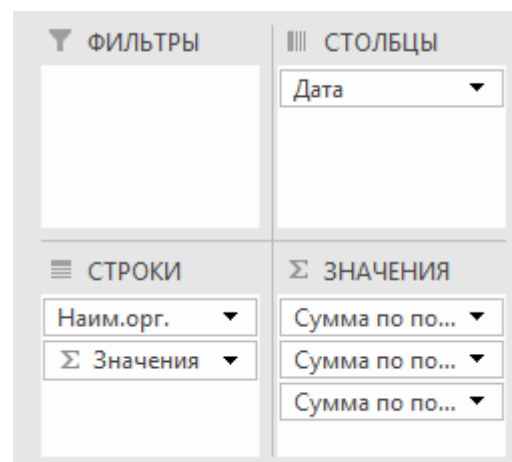 ФИЛЬТРЫ
СТОЛБЦЫ
Дата
СТРОКИ
Наим.орг.
Σ Значения
Σ ЗНАЧЕНИЯ
Сумма по по...
Сумма по по...
Сумма по по...